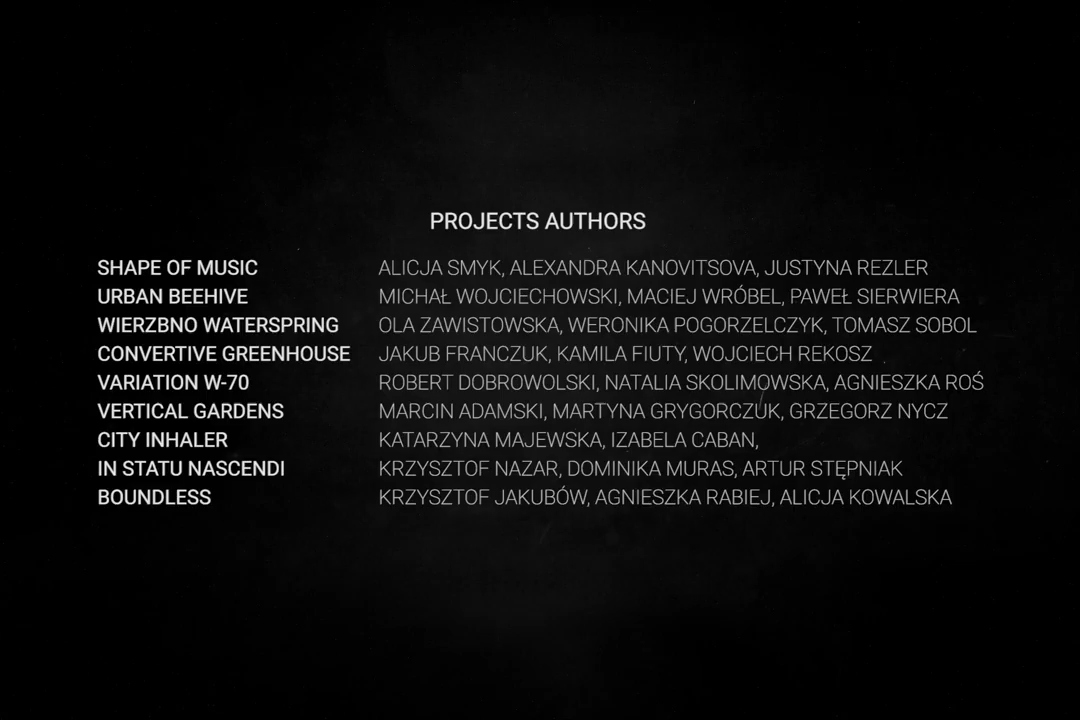 PROJECTS AUTHORS
SHAPE OF MUSIC ALICJA SMYK, ALEXANDRA KANOVITSOVA, JUSTYNA REZLER
URBAN BEEHIVE MICHAŁ WOJCIECHOWSKI, MACIEJ WRÓBEL, PAWEŁ SIERWIERA
WIERZBNO WATERSPRING OLA ZAWISTOWSKA, WERONIKA POGORZELCZYK, TOMASZ SOBOL
CONVERTIVE GREENHOUSE JAKUB FRANCZUK, KAMILA FIUTY, WOJCIECH REKOSZ
VARIATION W-70 ROBERT DOBROWOLSKI, NATALIA SKOLIMOWSKA, AGNIESZKA ROŚ
VERTICAL GARDENS MARCIN ADAMSKI, MARTYNA GRYGORCZUK, GRZEGORZ NYCZ
CITY INHALER KATARZYNA MAJEWSKA, IZABELA CABAN,
IN STATU NASCENDI KRZYSZTOF NAZAR, DOMINIKA MURAS, ARTUR STĘPNIAK
BOUNDLESS KRZYSZTOF JAKUBÓW, AGNIESZKA RABIEJ, ALICJA KOWALSKA